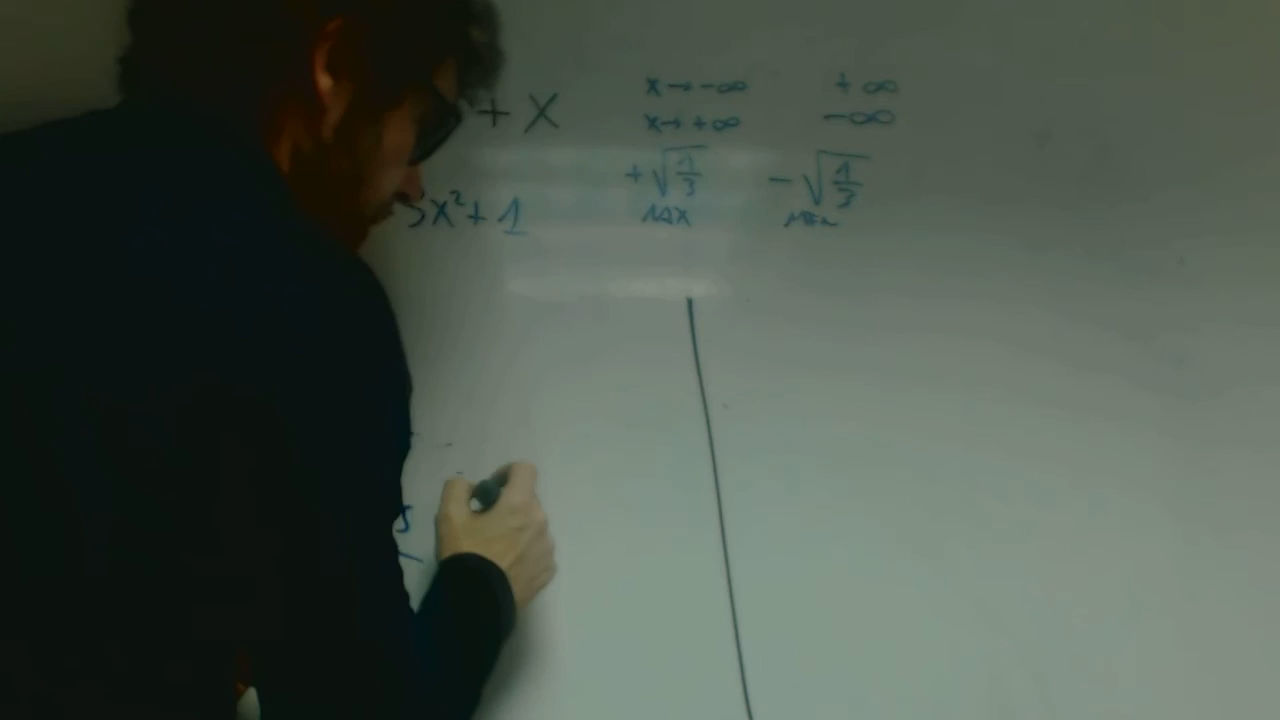 + X
x → -∞ +∞
x → +∞ -∞
3x² + 1
+√1/3 -√1/3
MAX MIN
s